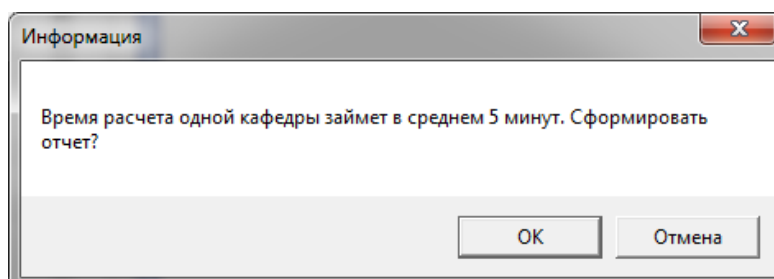 Информация
Время расчета одной кафедры займет в среднем 5 минут. Сформировать
отчет?
OK
Отмена